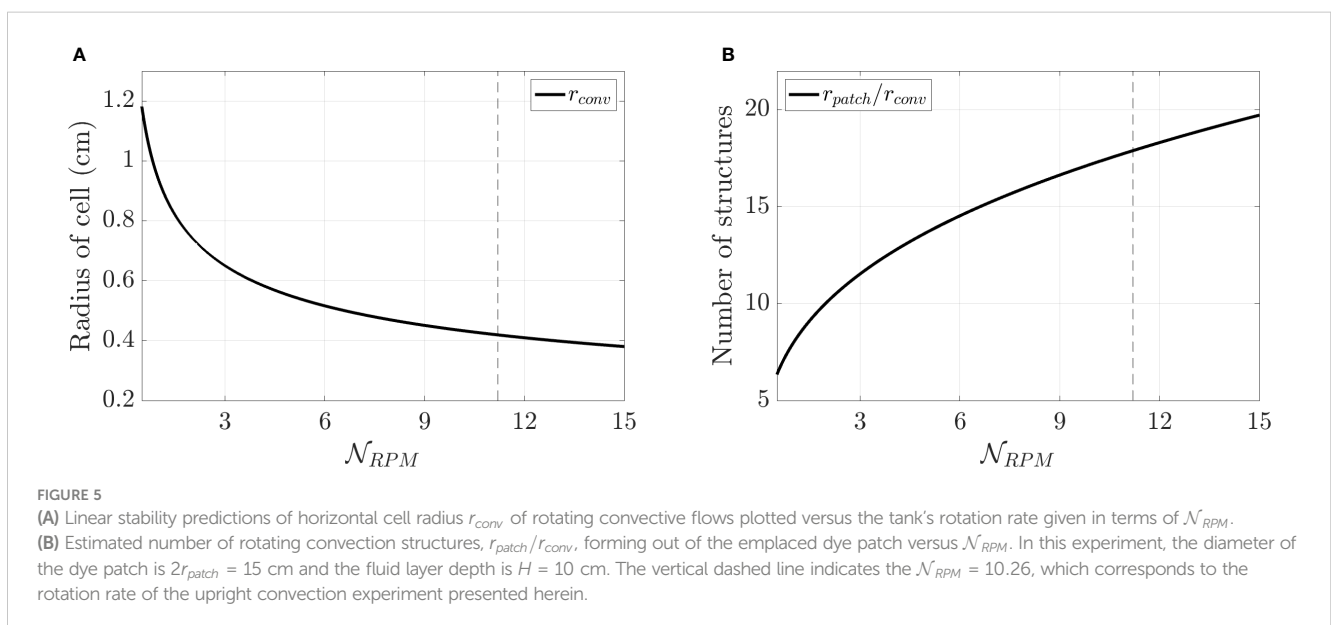 A
B
r_conv
r_patch/r_conv
Radius of cell (cm)
1.2
1
0.8
0.6
0.4
0.2
3 6 9 12 15
𝒩_RPM
Number of structures
20
15
10
5
3 6 9 12 15
𝒩_RPM
FIGURE 5
(A) Linear stability predictions of horizontal cell radius r_conv of rotating convective flows plotted versus the tank's rotation rate given in terms of 𝒩_RPM.
(B) Estimated number of rotating convection structures, r_patch/r_conv, forming out of the emplaced dye patch versus 𝒩_RPM. In this experiment, the diameter of
the dye patch is 2r_patch = 15 cm and the fluid layer depth is H = 10 cm. The vertical dashed line indicates the 𝒩_RPM = 10.26, which corresponds to the
rotation rate of the upright convection experiment presented herein.